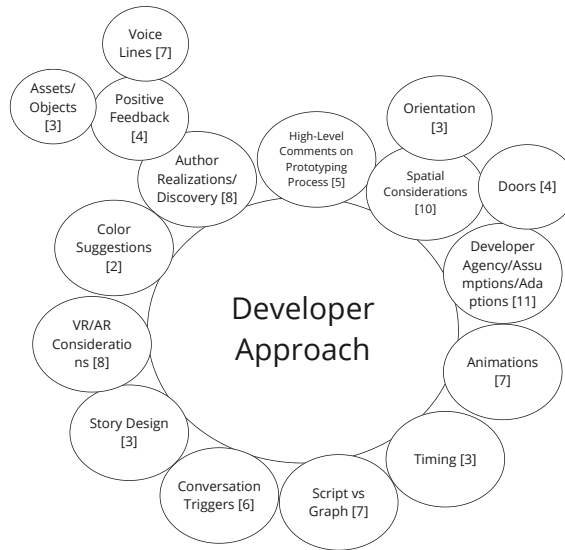 Voice
Lines [7]
Assets/
Objects
[3]
Positive
Feedback
[4]
Author
Realizations/
Discovery [8]
High-Level
Comments on
Prototyping
Process [5]
Orientation
[3]
Spatial
Considerations
[10]
Doors [4]
Developer
Agency/Assu
mptions/Ada
ptions [11]
Color
Suggestions
[2]
VR/AR
Consideratio
ns [8]
Developer
Approach
Animations
[7]
Story Design
[3]
Timing [3]
Conversation
Triggers [6]
Script vs
Graph [7]